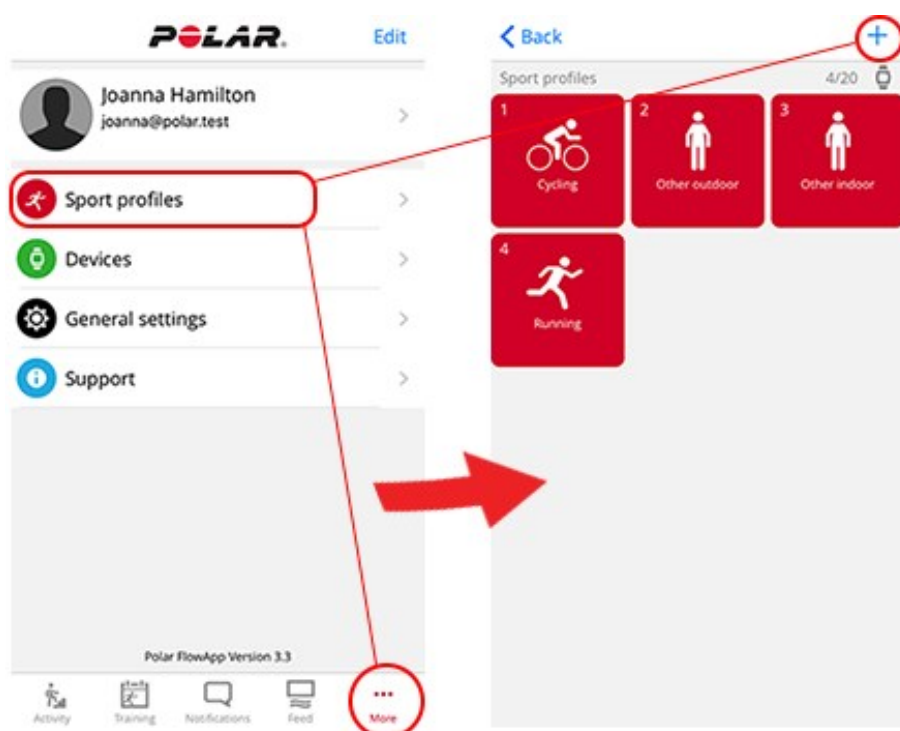 POLAR.
Edit
Joanna Hamilton
joanna@polar.test
Sport profiles
Devices
General settings
Support
Polar FlowApp Version 3.3
Activity
Training
Notifications
Feed
More
Back
+
Sport profiles
4/20
1
Cycling
2
Other outdoor
3
Other indoor
4
Running